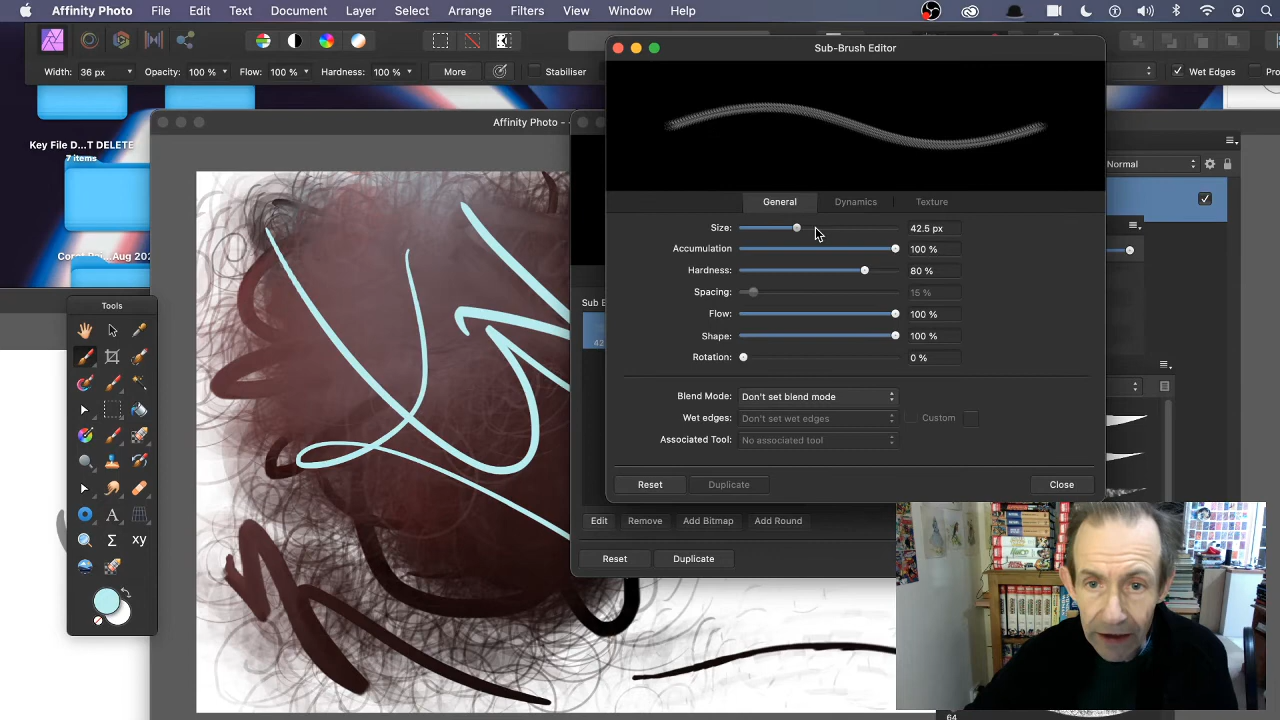 Affinity Photo File Edit Text Document Layer Select Arrange Filters View Window Help
Sub-Brush Editor
Width: 36 px Opacity: 100 % Flow: 100 % Hardness: 100 % More Stabiliser Wet Edges
Key File D...T DELETE
7 items
Affinity Photo -
Normal
General Dynamics Texture
Size: 42.5 px
Accumulation 100 %
Hardness: 80 %
Spacing: 15 %
Flow: 100 %
Shape: 100 %
Rotation: 0 %
Tools
Blend Mode: Don't set blend mode
Wet edges: Don't set wet edges Custom
Associated Tool: No associated tool
Reset Duplicate Close
Edit Remove Add Bitmap Add Round
Reset Duplicate
A
Σ xy
64